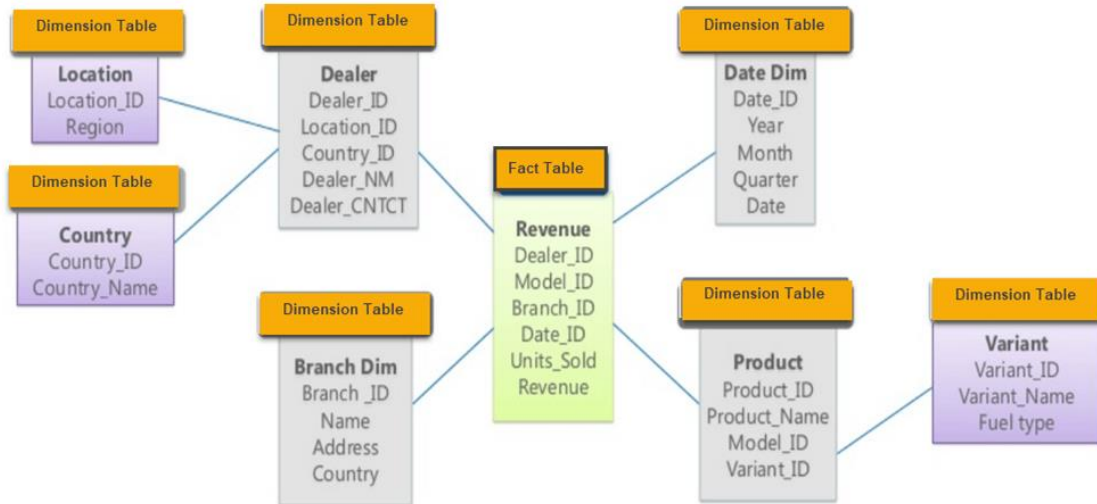 Dimension Table
Location
Location_ID
Region
Dimension Table
Country
Country_ID
Country_Name
Dimension Table
Dealer
Dealer_ID
Location_ID
Country_ID
Dealer_NM
Dealer_CNTCT
Dimension Table
Branch Dim
Branch _ID
Name
Address
Country
Fact Table
Revenue
Dealer_ID
Model_ID
Branch_ID
Date_ID
Units_Sold
Revenue
Dimension Table
Date Dim
Date_ID
Year
Month
Quarter
Date
Dimension Table
Product
Product_ID
Product_Name
Model_ID
Variant_ID
Dimension Table
Variant
Variant_ID
Variant_Name
Fuel type